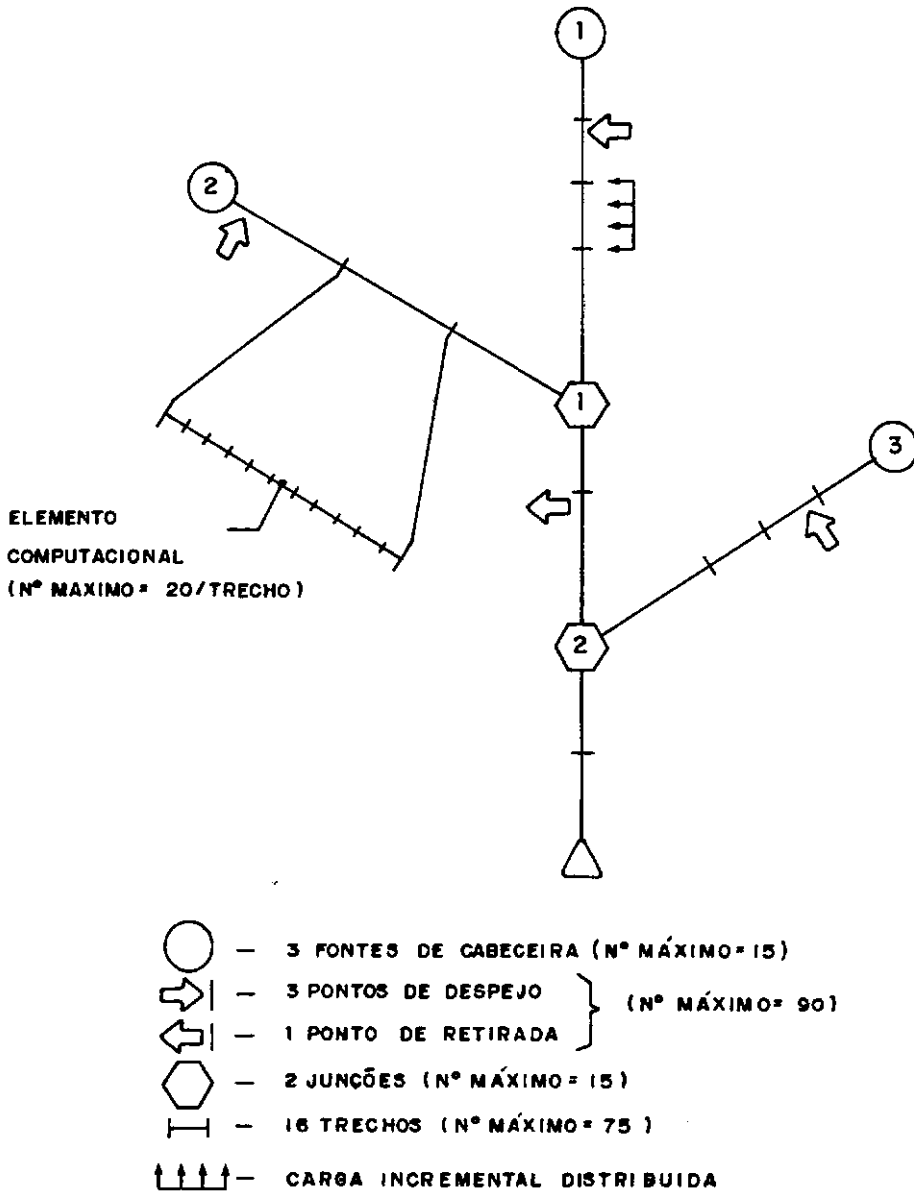 1
2
1
3
ELEMENTO
COMPUTACIONAL
(Nº MAXIMO= 20/TRECHO)
2
— 3 FONTES DE CABECEIRA (Nº MÁXIMO=15)
— 3 PONTOS DE DESPEJO
(Nº MÁXIMO= 90)
— 1 PONTO DE RETIRADA
— 2 JUNÇÕES (Nº MÁXIMO=15)
— 16 TRECHOS (Nº MÁXIMO= 75)
— CARGA INCREMENTAL DISTRIBUIDA